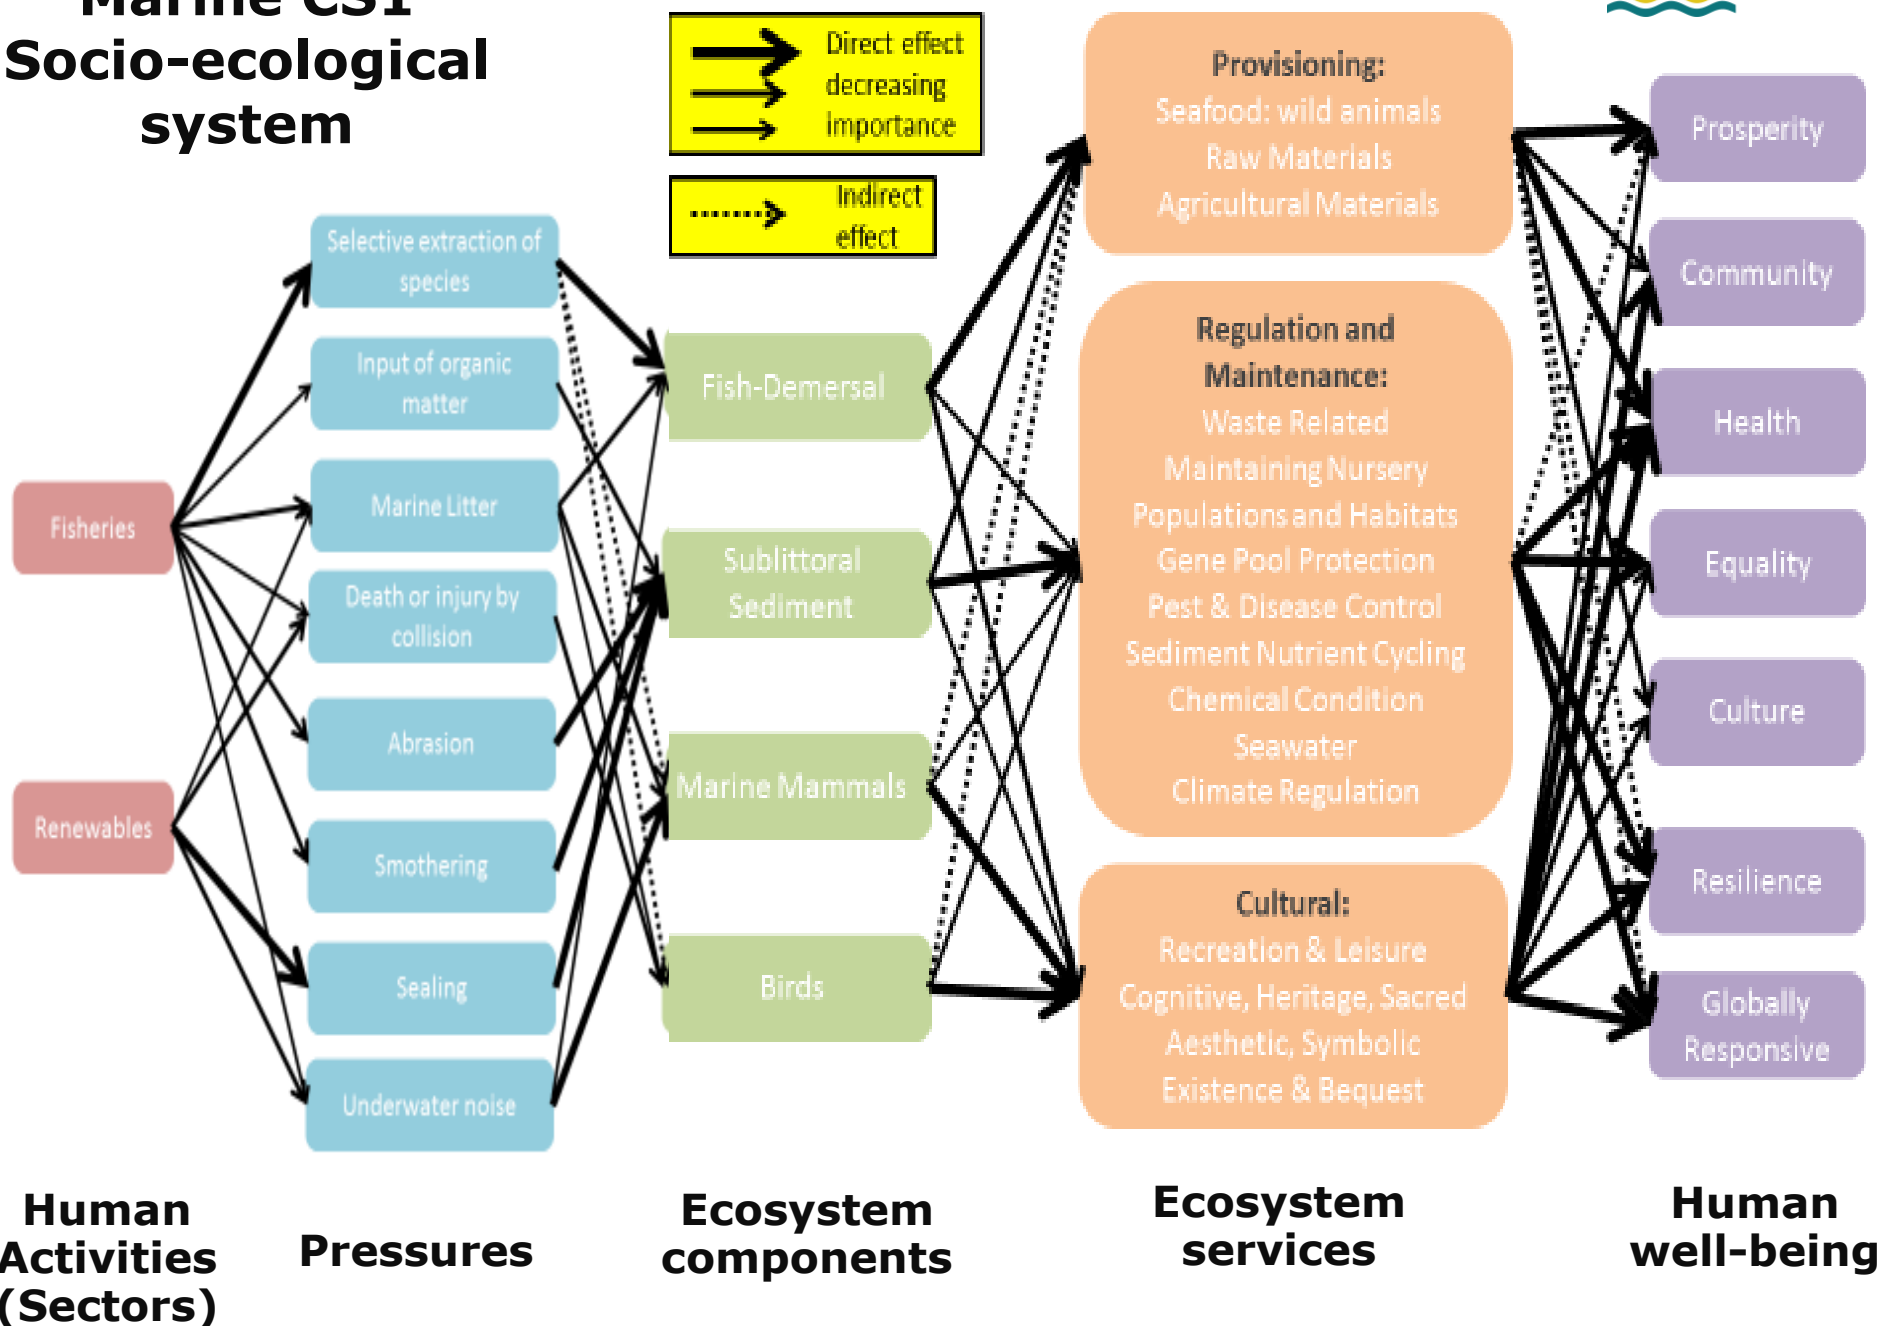 Marine CS1
Socio-ecological
system
Direct effect
decreasing
importance
Indirect
effect
Fisheries
Renewables
Selective extraction of
species
Input of organic
matter
Marine Litter
Death or injury by
collision
Abrasion
Smothering
Sealing
Underwater noise
Fish-Demersal
Sublittoral
Sediment
Marine Mammals
Birds
Provisioning:
Seafood: wild animals
Raw Materials
Agricultural Materials
Regulation and
Maintenance:
Waste Related
Maintaining Nursery
Populations and Habitats
Gene Pool Protection
Pest & Disease Control
Sediment Nutrient Cycling
Chemical Condition
Seawater
Climate Regulation
Cultural:
Recreation & Leisure
Cognitive, Heritage, Sacred
Aesthetic, Symbolic
Existence & Bequest
Prosperity
Community
Health
Equality
Culture
Resilience
Globally
Responsive
Human
Activities
(Sectors)
Pressures
Ecosystem
components
Ecosystem
services
Human
well-being